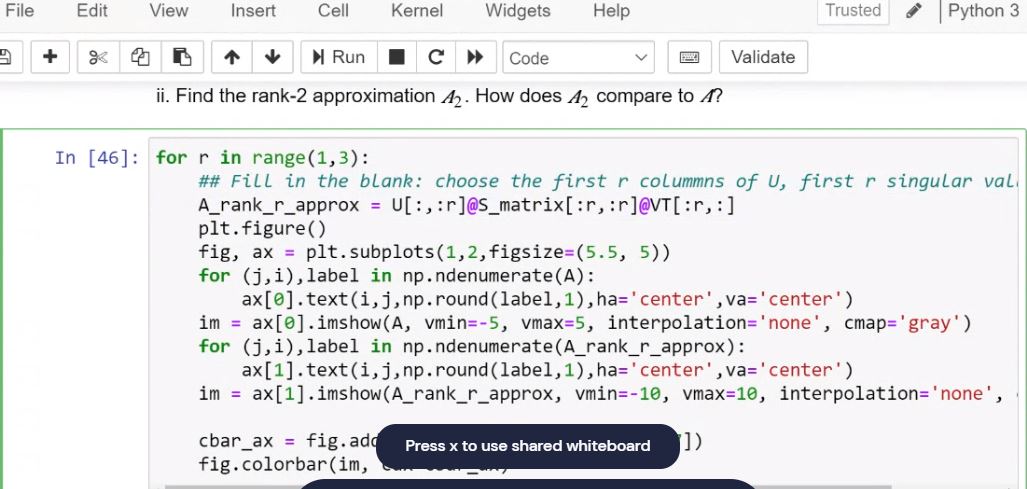 File Edit View Insert Cell Kernel Widgets Help Trusted Python 3
Run Code Validate
ii. Find the rank-2 approximation A₂. How does A₂ compare to A?
In [46]: for r in range(1,3):
## Fill in the blank: choose the first r colummns of U, first r singular
A_rank_r_approx = U[:,:r]@S_matrix[:r,:r]@VT[:r,:]
plt.figure()
fig, ax = plt.subplots(1,2,figsize=(5.5, 5))
for (j,i),label in np.ndenumerate(A):
ax[0].text(i,j,np.round(label,1),ha='center',va='center')
im = ax[0].imshow(A, vmin=-5, vmax=5, interpolation='none', cmap='gray')
for (j,i),label in np.ndenumerate(A_rank_r_approx):
ax[1].text(i,j,np.round(label,1),ha='center',va='center')
im = ax[1].imshow(A_rank_r_approx, vmin=-10, vmax=10, interpolation='none',
cbar_ax = fig.add ])
Press x to use shared whiteboard
fig.colorbar(im,